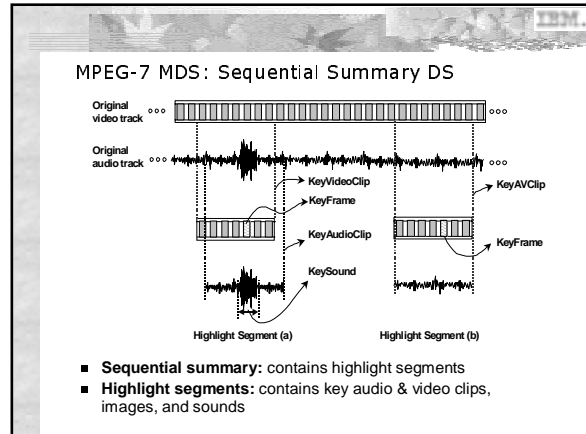 IBM.
MPEG-7 MDS: Sequential Summary DS
Original
video track
Original
audio track
KeyVideoClip
KeyAVClip
KeyFrame
KeyAudioClip
KeyFrame
KeySound
Highlight Segment (a)
Highlight Segment (b)
Sequential summary: contains highlight segments
Highlight segments: contains key audio & video clips,
images, and sounds